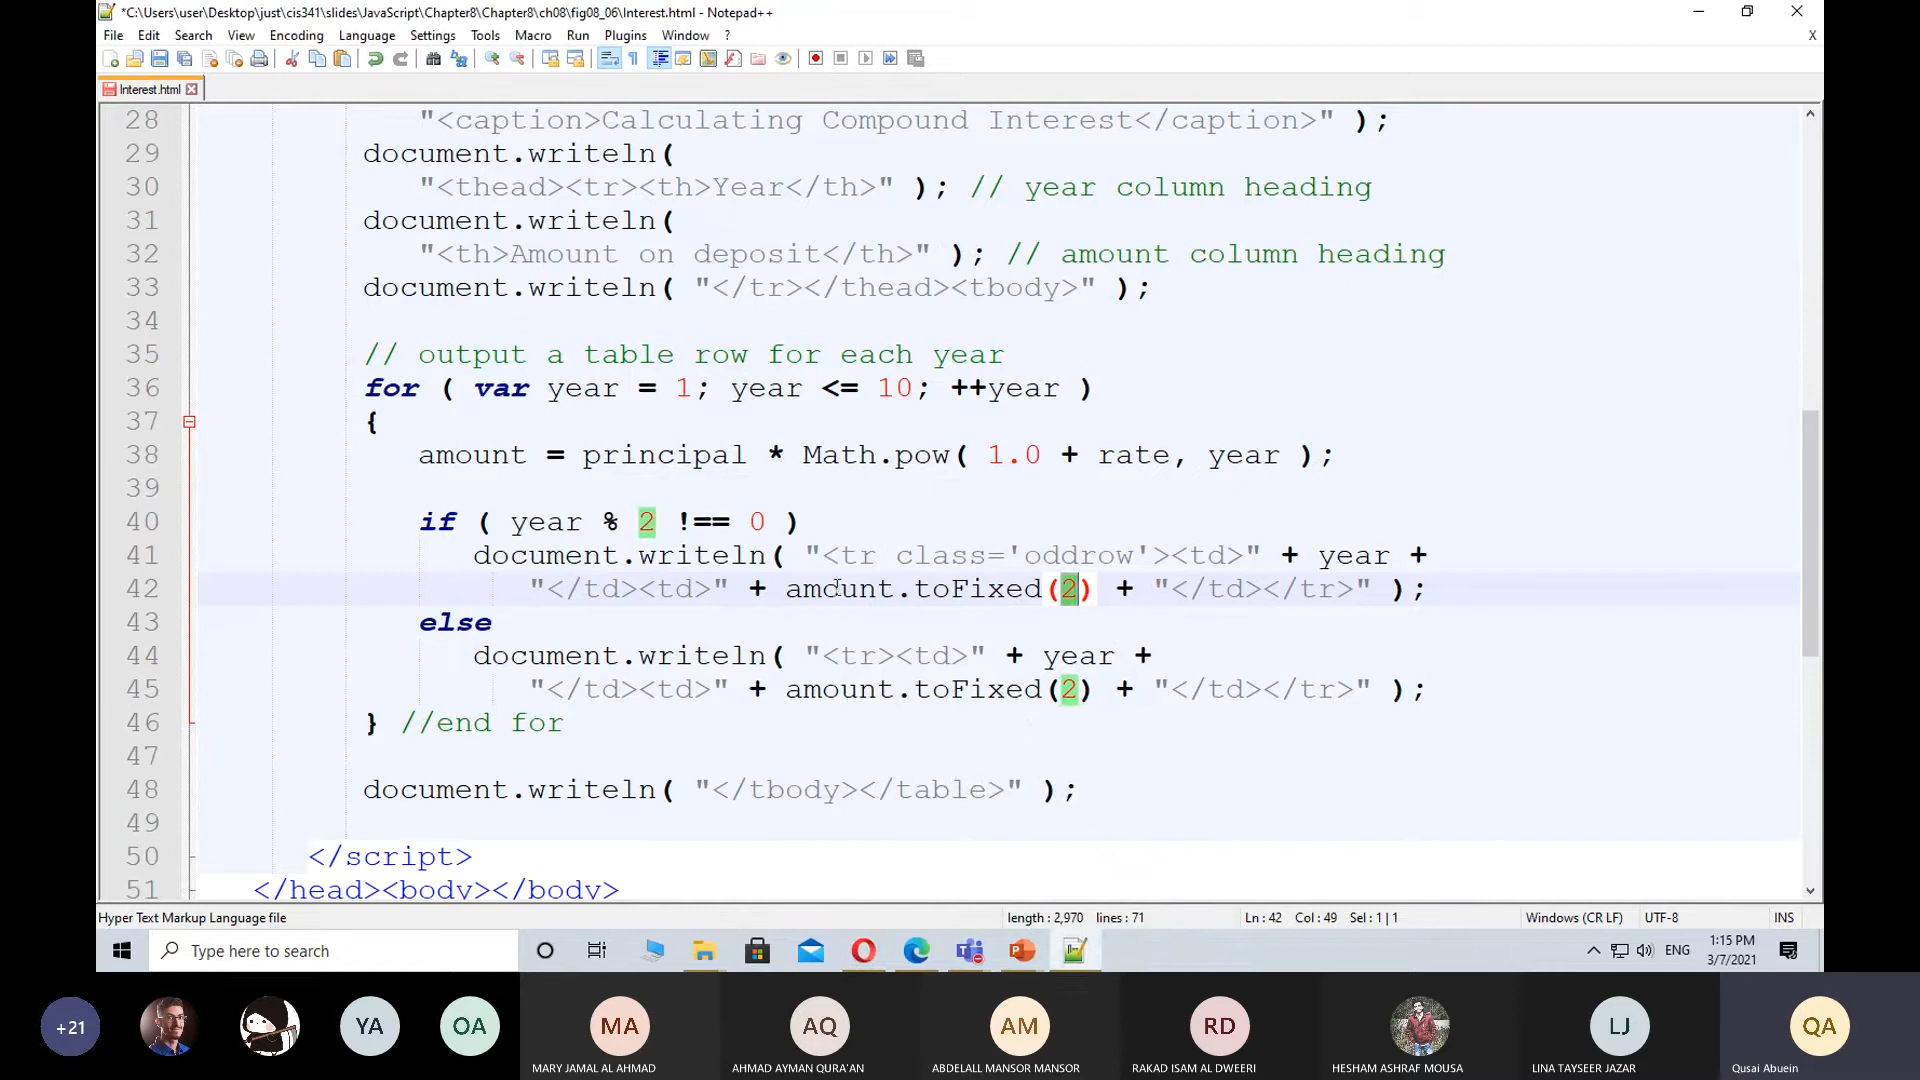 *C:\Users\user\Desktop\just\cis341\slides\JavaScript\Chapter8\Chapter8\ch08\fig08_06\Interest.html - Notepad++
File Edit Search View Encoding Language Settings Tools Macro Run Plugins Window ? X
Interest.html
28 "<caption>Calculating Compound Interest</caption>" );
29 document.writeln(
30 "<thead><tr><th>Year</th>" ); // year column heading
31 document.writeln(
32 "<th>Amount on deposit</th>" ); // amount column heading
33 document.writeln( "</tr></thead><tbody>" );
34
35 // output a table row for each year
36 for ( var year = 1; year <= 10; ++year )
37 {
38 amount = principal * Math.pow( 1.0 + rate, year );
39
40 if ( year % 2 !== 0 )
41 document.writeln( "<tr class='oddrow'><td>" + year +
42 "</td><td>" + amount.toFixed(2) + "</td></tr>" );
43 else
44 document.writeln( "<tr><td>" + year +
45 "</td><td>" + amount.toFixed(2) + "</td></tr>" );
46 } //end for
47
48 document.writeln( "</tbody></table>" );
49
50 </script>
51 </head><body></body>
Hyper Text Markup Language file length : 2,970 lines : 71 Ln : 42 Col : 49 Sel : 1 | 1 Windows (CR LF) UTF-8 INS
Type here to search ENG 1:15 PM
3/7/2021
+21 YA OA MA AQ AM RD LJ QA
MARY JAMAL AL AHMAD AHMAD AYMAN QURA'AN ABDELALL MANSOR MANSOR RAKAD ISAM AL DWEERI HESHAM ASHRAF MOUSA LINA TAYSEER JAZAR Qusai Abuein